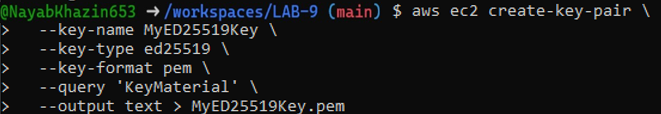 @NayabKhazin653 ➜ /workspaces/LAB-9 (main) $ aws ec2 create-key-pair \
>   --key-name MyED25519Key \
>   --key-type ed25519 \
>   --key-format pem \
>   --query 'KeyMaterial' \
>   --output text > MyED25519Key.pem